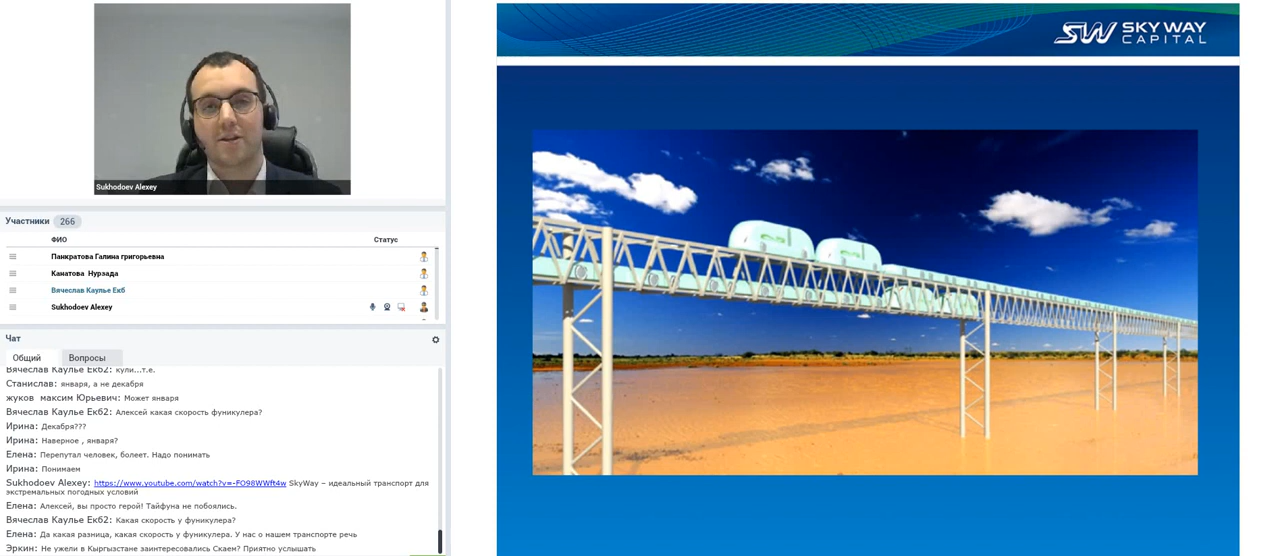 SW SKY WAY
CAPITAL
Sukhodoev Alexey
Участники 266
ФИО Статус
Панкратова Галина григорьевна
Канатова Нурзада
Вячеслав Каулье Екб
Sukhodoev Alexey
Чат
Общий Вопросы
Вячеслав Каулье Екб2: кули...т.е.
Станислав: января, а не декабря
жуков максим Юрьевич: Может января
Вячеслав Каулье Екб2: Алексей какая скорость фуникулера?
Ирина: Декабря???
Ирина: Наверное , января?
Елена: Перепутал человек, болеет. Надо понимать
Ирина: Понимаем
Sukhodoev Alexey: https://www.youtube.com/watch?v=-FO98WWft4w SkyWay – идеальный транспорт для
экстремальных погодных условий
Елена: Алексей, вы просто герой! Тайфуна не побоялись.
Вячеслав Каулье Екб2: Какая скорость у фуникулера?
Елена: Да какая разница, какая скорость у фуникулера. У нас о нашем транспорте речь
Эркин: Не ужели в Кыргызстане заинтересовались Скаем? Приятно услышать